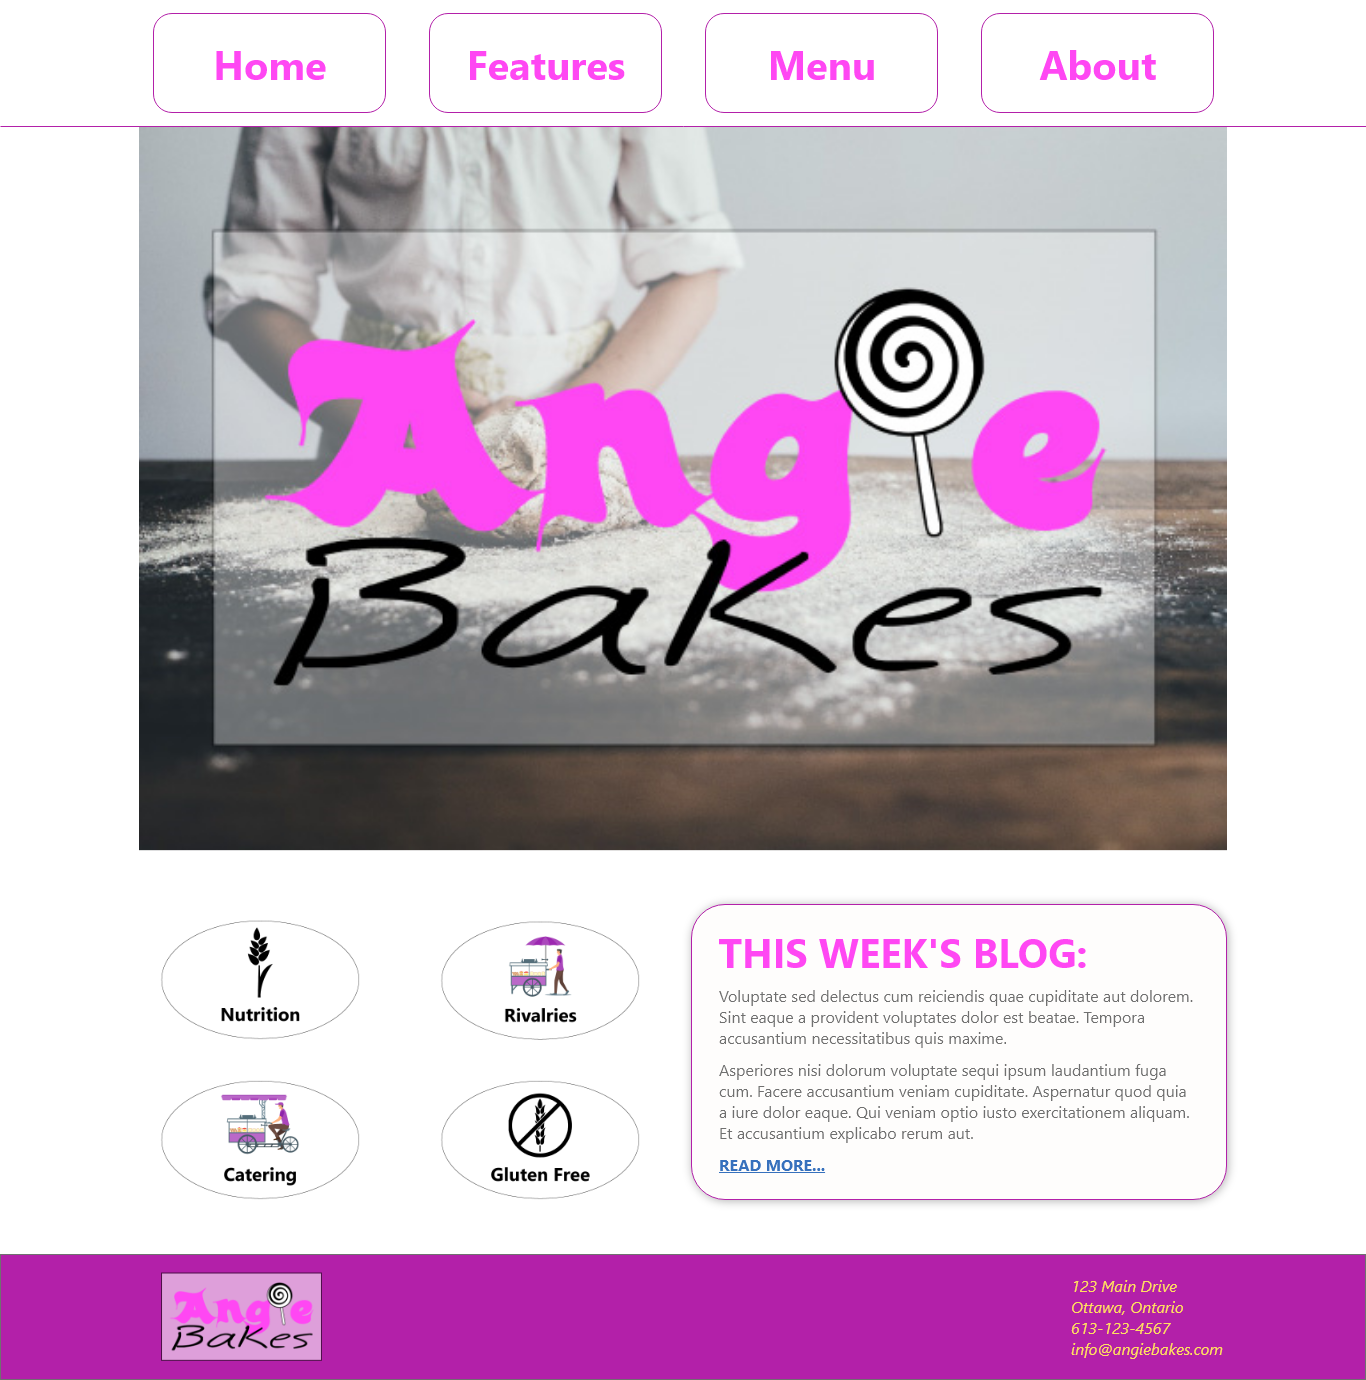 Home
Features
Menu
About
Angie
Bakes
Nutrition
Rivalries
Catering
Gluten Free
THIS WEEK'S BLOG:
Voluptate sed delectus cum reiciendis quae cupiditate aut dolorem.
Sint eaque a provident voluptates dolor est beatae. Tempora
accusantium necessitatibus quis maxime.
Asperiores nisi dolorum voluptate sequi ipsum laudantium fuga
cum. Facere accusantium veniam cupiditate. Aspernatur quod quia
a iure dolor eaque. Qui veniam optio iusto exercitationem aliquam.
Et accusantium explicabo rerum aut.
READ MORE...
Angie
Bakes
123 Main Drive
Ottawa, Ontario
613-123-4567
info@angiebakes.com